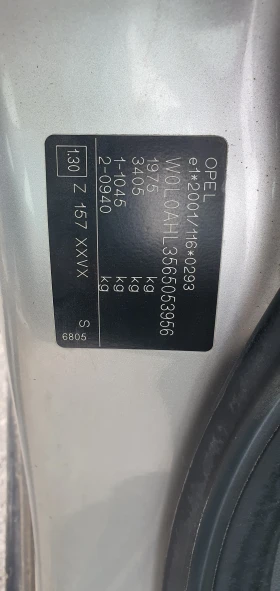 OPEL
e1*2001/116*0293
W0L0AHL3565053956
1975 kg
3405 kg
1-1045 kg
2-0940 kg
1.30 Z 157 XXVX S
6805